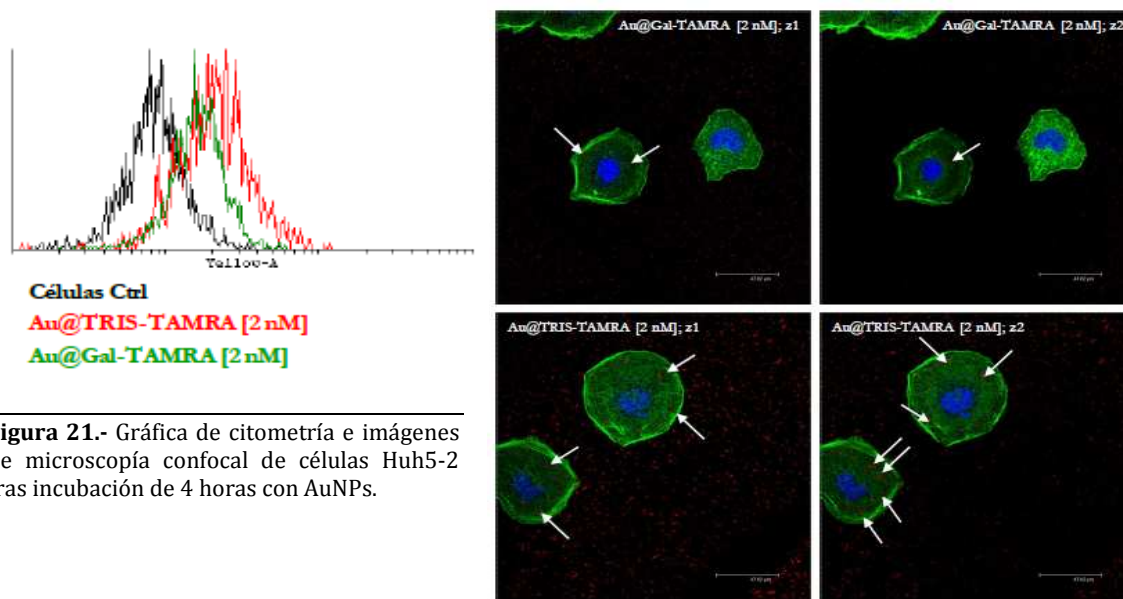 Au@Gal-TAMRA [2 nM]; z1
Au@Gal-TAMRA [2 nM]; z2
Yellow-A
Células Ctrl
Au@TRIS-TAMRA [2 nM]
Au@Gal-TAMRA [2 nM]
Au@TRIS-TAMRA [2 nM]; z1
Au@TRIS-TAMRA [2 nM]; z2
igura 21.- Gráfica de citometría e imágenes
e microscopía confocal de células Huh5-2
ras incubación de 4 horas con AuNPs.